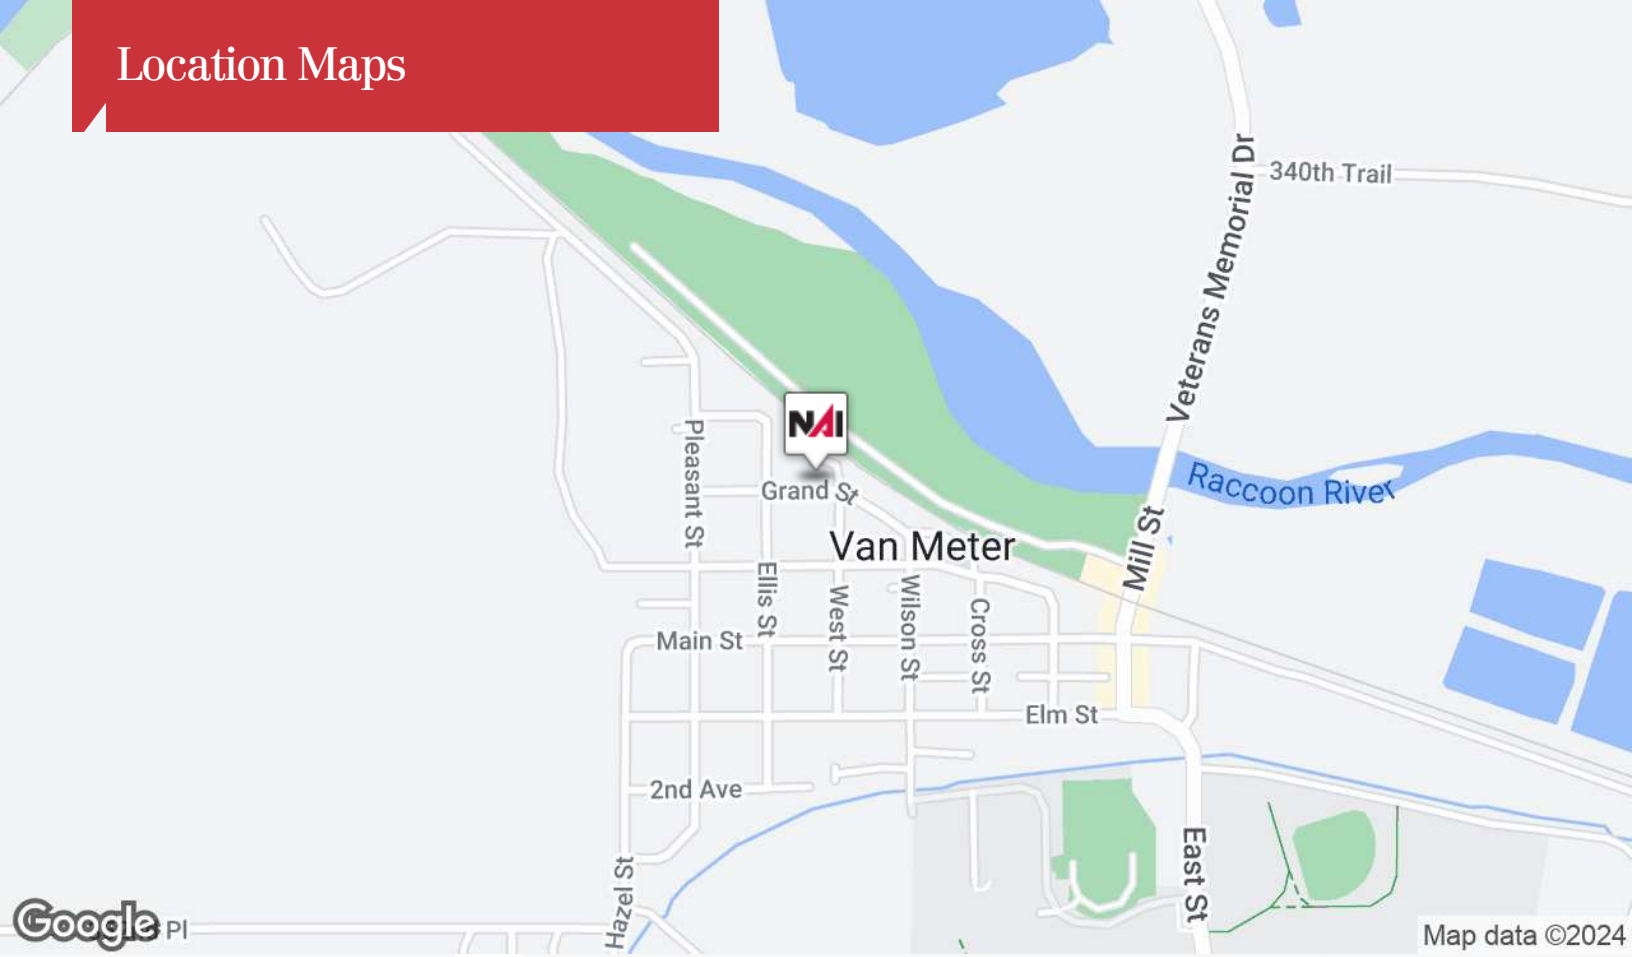 Location Maps
340th Trail
Veterans Memorial Dr
NAI
Pleasant St
Grand St
Raccoon River
Mill St
Van Meter
Ellis St
West St
Wilson St
Cross St
Main St
Elm St
2nd Ave
East St
Hazel St
Google
Pl
Map data ©2024